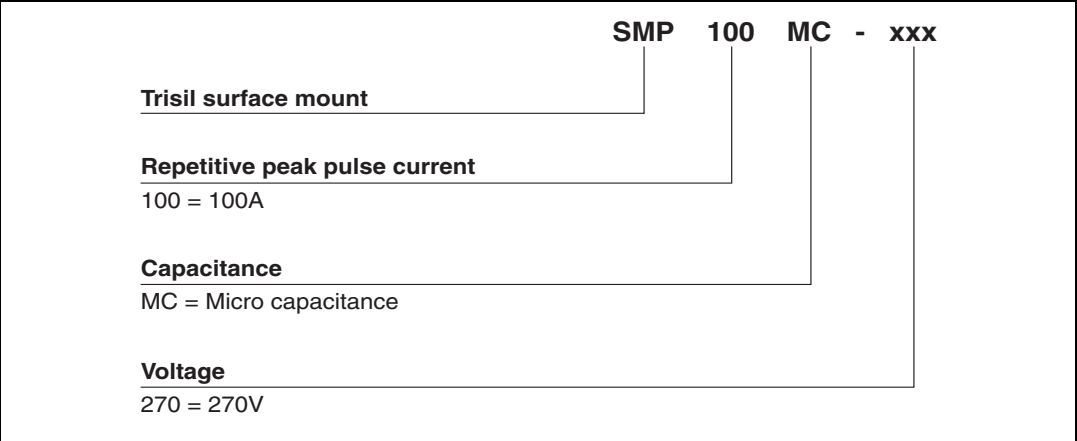 SMP 100 MC - xxx
Trisil surface mount
Repetitive peak pulse current
100 = 100A
Capacitance
MC = Micro capacitance
Voltage
270 = 270V